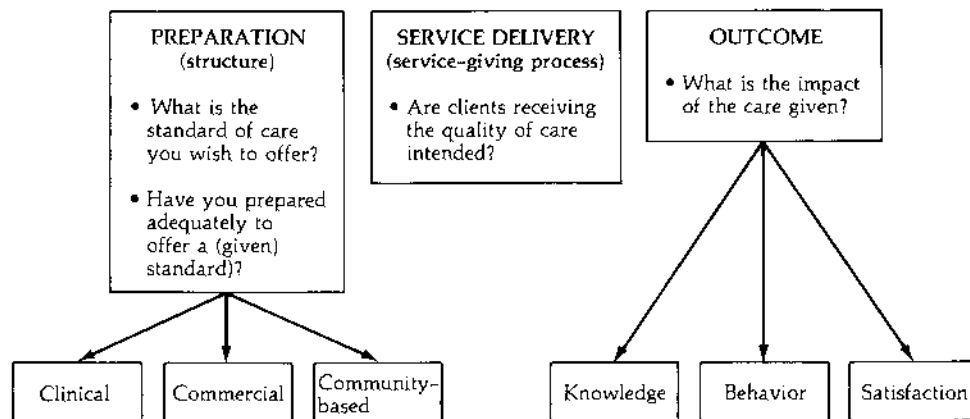 PREPARATION
(structure)
• What is the
standard of care
you wish to offer?
• Have you prepared
adequately to
offer a (given)
standard)?
SERVICE DELIVERY
(service-giving process)
• Are clients receiving
the quality of care
intended?
OUTCOME
• What is the impact
of the care given?
Clinical
Commercial
Community-
based
Knowledge
Behavior
Satisfaction